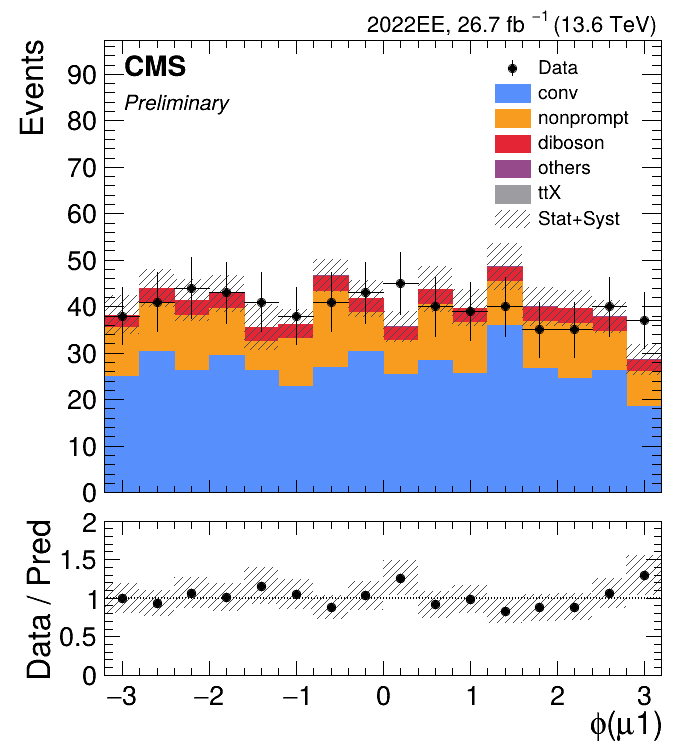 2022EE, 26.7 fb⁻¹ (13.6 TeV)
CMS
Preliminary
Events
90
80
70
60
50
40
30
20
10
0
Data
conv
nonprompt
diboson
others
ttX
Stat+Syst
Data / Pred
2
1.5
1
0.5
0
−3
−2
−1
0
1
2
3
ϕ(μ1)